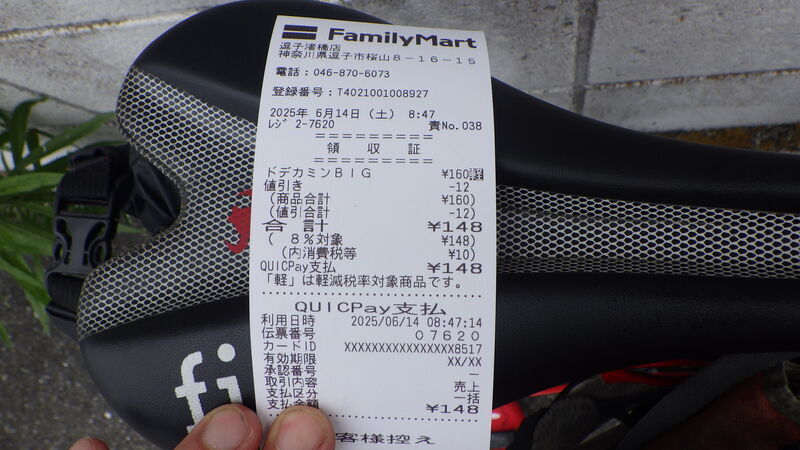 FamilyMart
逗子濱橋店
神奈川県逗子市桜山8-16-15
電話:046-870-6073
登録番号:T4021001008927
2025年 6月14日(土) 8:47
レジ 2-7620 責No.038
==========
領 収 証
==========
ドデカミンBIG ¥160軽
値引き -12
(商品合計 ¥160)
(値引合計 -12)
合 計 ¥148
( 8%対象 ¥148)
(内消費税等 ¥10)
QUICPay支払 ¥148
「軽」は軽減税率対象商品です。
QUICPay支払
利用日時 2025/06/14 08:47:14
伝票番号 07620
カードID XXXXXXXXXXXXXXXX8517
有効期限 XX/XX
承認番号 -
取引内容 売上
支払区分 一括
支払金額 ¥148
客様控え
fi